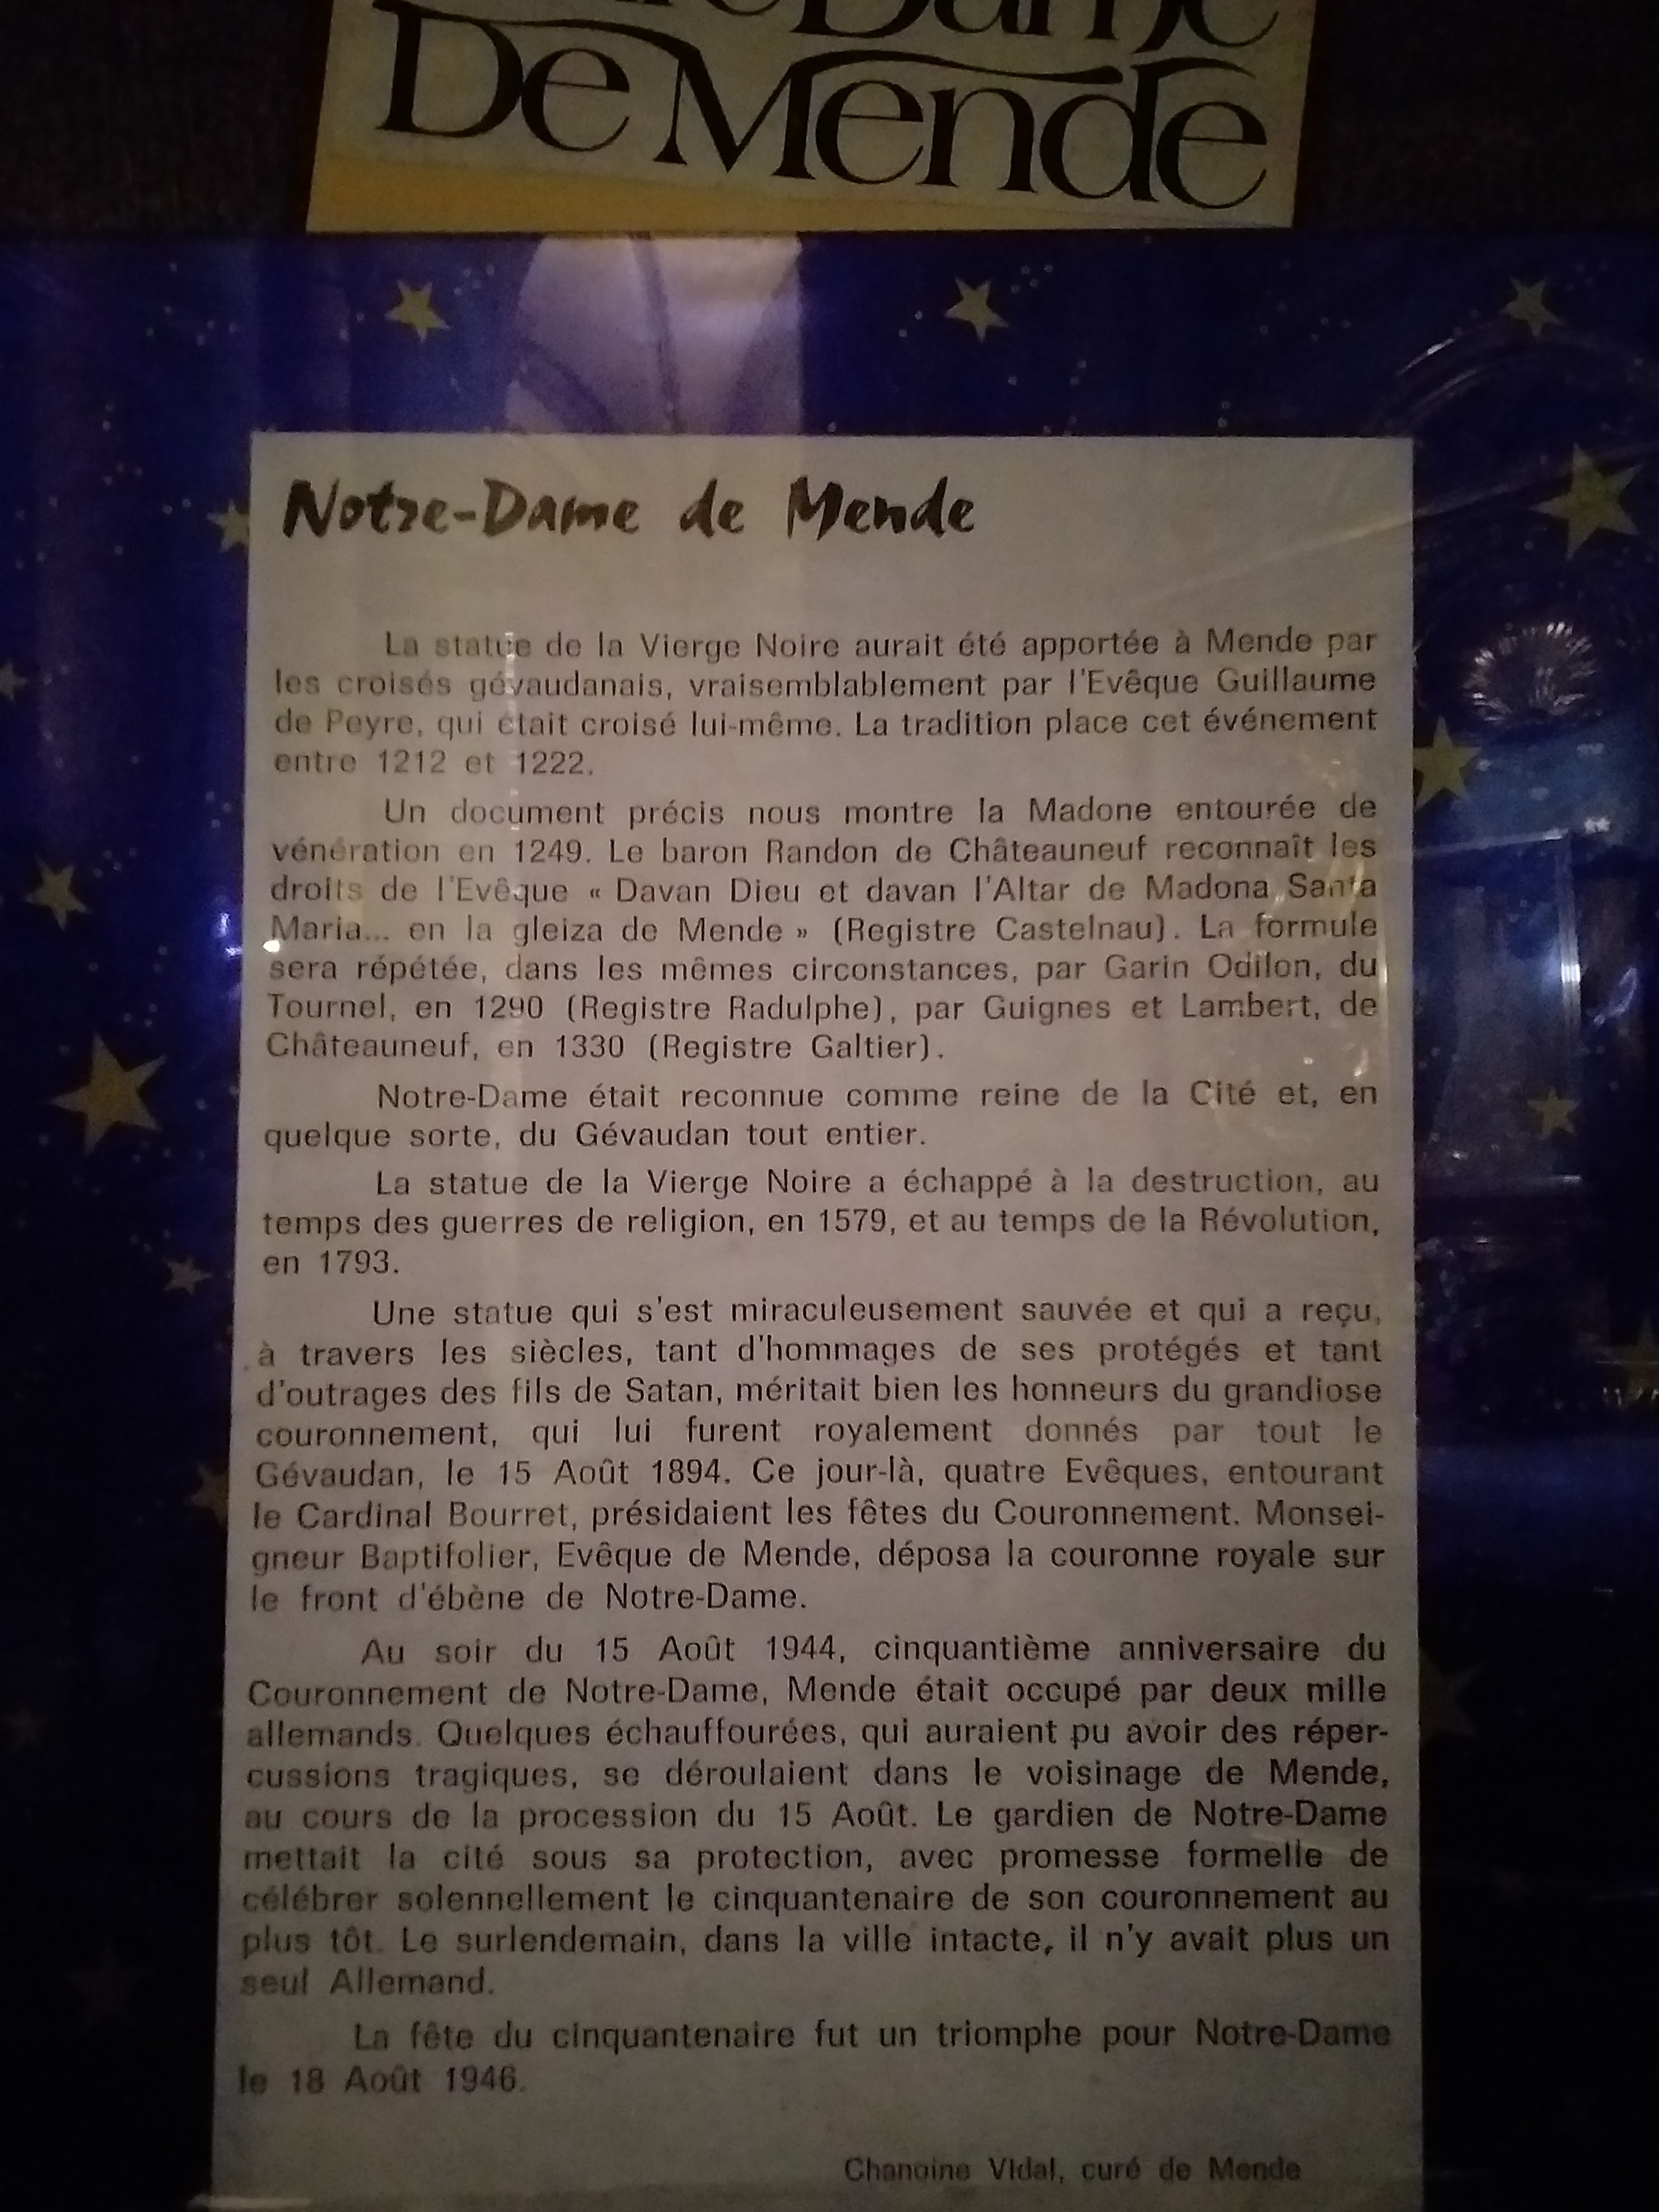 Dame
De Mende
Notre-Dame de Mende
La statue de la Vierge Noire aurait été apportée à Mende par
les croisés gévaudanais, vraisemblablement par l'Evêque Guillaume
de Peyre, qui était croisé lui-même. La tradition place cet événement
entre 1212 et 1222.
Un document précis nous montre la Madone entourée de
vénération en 1249. Le baron Randon de Châteauneuf reconnaît les
droits de l'Evêque « Davan Dieu et davan l'Altar de Madona Santa
Maria... en la gleiza de Mende » (Registre Castelnau). La formule
sera répétée, dans les mêmes circonstances, par Garin Odilon, du
Tournel, en 1290 (Registre Radulphe), par Guignes et Lambert, de
Châteauneuf, en 1330 (Registre Galtier).
Notre-Dame était reconnue comme reine de la Cité et, en
quelque sorte, du Gévaudan tout entier.
La statue de la Vierge Noire a échappé à la destruction, au
temps des guerres de religion, en 1579, et au temps de la Révolution,
en 1793.
Une statue qui s'est miraculeusement sauvée et qui a reçu,
à travers les siècles, tant d'hommages de ses protégés et tant
d'outrages des fils de Satan, méritait bien les honneurs du grandiose
couronnement, qui lui furent royalement donnés par tout le
Gévaudan, le 15 Août 1894. Ce jour-là, quatre Evêques, entourant
le Cardinal Bourret, présidaient les fêtes du Couronnement. Monsei-
gneur Baptifolier, Evêque de Mende, déposa la couronne royale sur
le front d'ébène de Notre-Dame.
Au soir du 15 Août 1944, cinquantième anniversaire du
Couronnement de Notre-Dame, Mende était occupé par deux mille
allemands. Quelques échauffourées, qui auraient pu avoir des réper-
cussions tragiques, se déroulaient dans le voisinage de Mende,
au cours de la procession du 15 Août. Le gardien de Notre-Dame
mettait la cité sous sa protection, avec promesse formelle de
célébrer solennellement le cinquantenaire de son couronnement au
plus tôt. Le surlendemain, dans la ville intacte, il n'y avait plus un
seul Allemand.
La fête du cinquantenaire fut un triomphe pour Notre-Dame
le 18 Août 1946.
Chanoine Vidal, curé de Mende